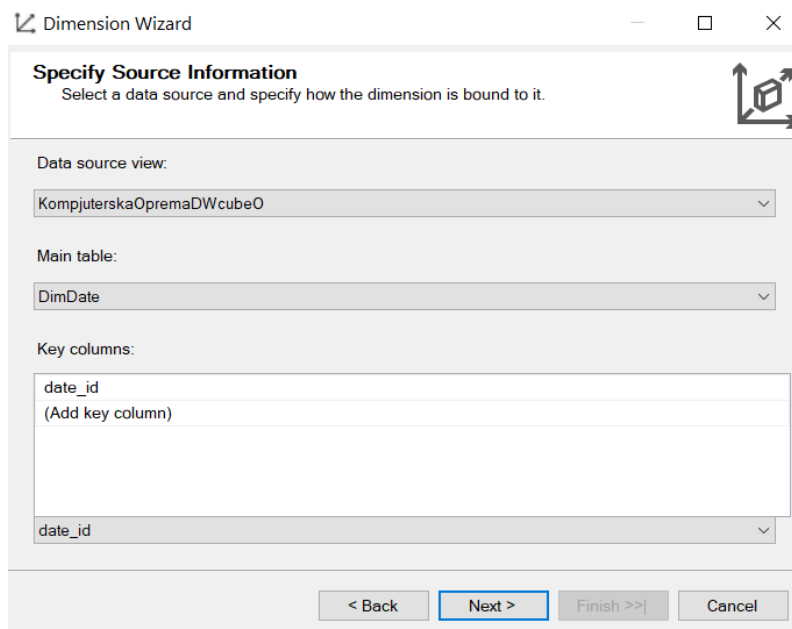 Dimension Wizard
Specify Source Information
Select a data source and specify how the dimension is bound to it.
Data source view:
KompjuterskaOpremaDWcubeO
Main table:
DimDate
Key columns:
date_id
(Add key column)
date_id
< Back
Next >
Finish >>|
Cancel